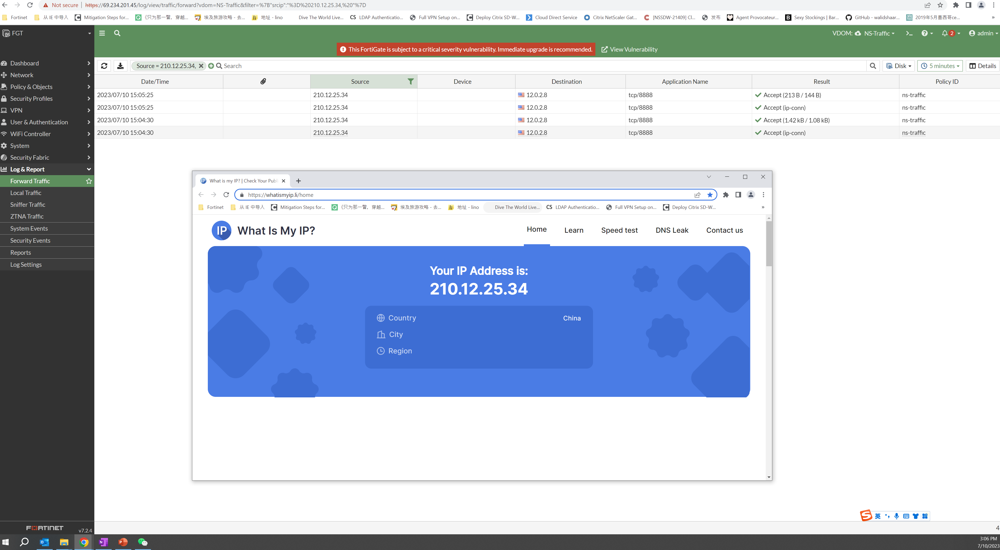 Not secure | https://69.234.201.45/log/view/traffic/forward?vdom=NS-Traffic&filter=%7B"srcip":"%3D%20210.12.25.34,%20"%7D
Fortinet 从 IE 中导入 Mitigation Steps for... 《只为那一瞥，穿越... 埃及旅游攻略 - 去... 地址 - lino Dive The World Live... CS LDAP Authenticatio... Full VPN Setup on... Deploy Citrix SD-W... Cloud Direct Service Citrix NetScaler Gat... [NSSDW-21409] Cl... 发布 Agent Provocateur... Sexy Stockings | Bar... GitHub - walidshaar... 2019年5月墨西哥ce... »
FGT
VDOM: NS-Traffic >_ 2 admin
This FortiGate is subject to a critical severity vulnerability. Immediate upgrade is recommended. View Vulnerability
Dashboard
Network
Policy & Objects
Security Profiles
VPN
User & Authentication
WiFi Controller
System
Security Fabric
Log & Report
Forward Traffic
Local Traffic
Sniffer Traffic
ZTNA Traffic
System Events
Security Events
Reports
Log Settings
FORTINET v7.2.4
Source = 210.12.25.34, Search Disk 5 minutes Details
Date/Time Source Device Destination Application Name Result Policy ID
2023/07/10 15:05:25 210.12.25.34 12.0.2.8 tcp/8888 Accept (213 B / 144 B) ns-traffic
2023/07/10 15:05:25 210.12.25.34 12.0.2.8 tcp/8888 Accept (ip-conn) ns-traffic
2023/07/10 15:04:30 210.12.25.34 12.0.2.8 tcp/8888 Accept (1.42 kB / 1.08 kB) ns-traffic
2023/07/10 15:04:30 210.12.25.34 12.0.2.8 tcp/8888 Accept (ip-conn) ns-traffic
IP What is my IP? | Check Your Publ
https://whatismyip.li/home
Fortinet 从 IE 中导入 Mitigation Steps for... 《只为那一瞥，穿越... 埃及旅游攻略 - 去... 地址 - lino Dive The World Live... CS LDAP Authenticatio... Full VPN Setup on... Deploy Citrix SD-W... »
IP What Is My IP? Home Learn Speed test DNS Leak Contact us
Your IP Address is:
210.12.25.34
Country China
City
Region
英
4
3:06 PM
7/10/2023